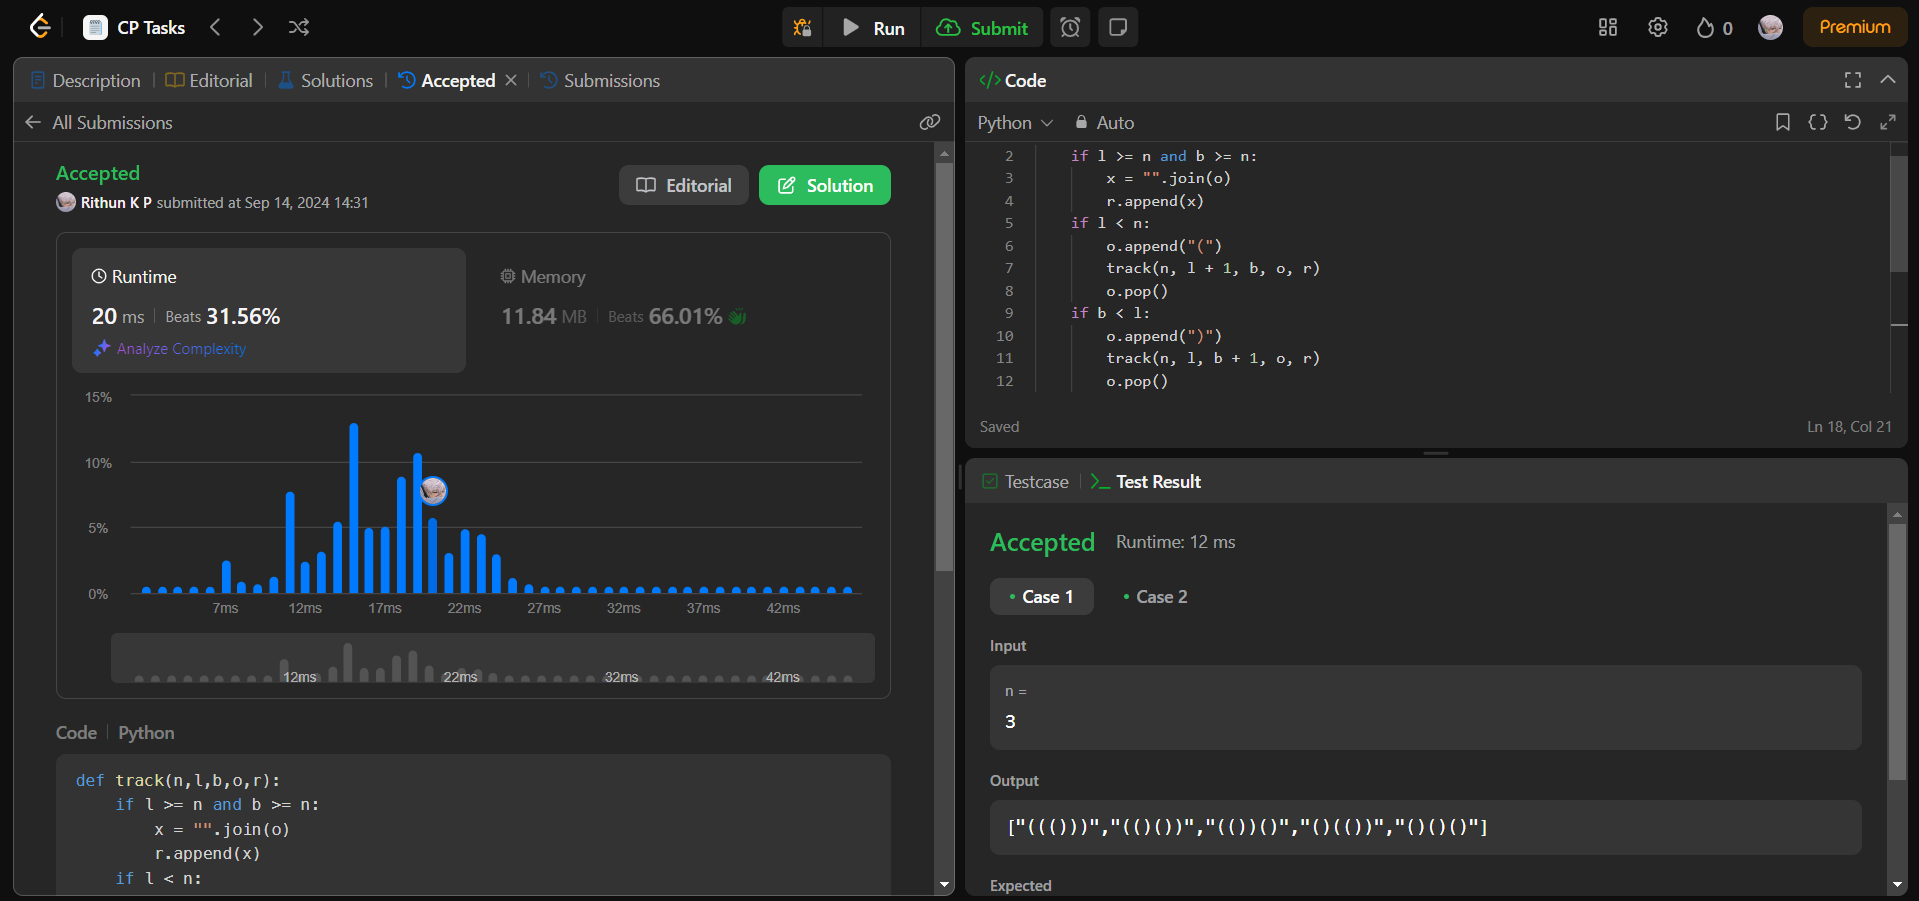 CP Tasks
Run
Submit
0
Premium
Description
Editorial
Solutions
Accepted
Submissions
All Submissions
Accepted
Rithun K P submitted at Sep 14, 2024 14:31
Editorial
Solution
Runtime
20 ms
Beats 31.56%
Analyze Complexity
Memory
11.84 MB
Beats 66.01%
15%
10%
5%
0%
7ms 12ms 17ms 22ms 27ms 32ms 37ms 42ms
12ms 22ms 32ms 42ms
Code
Python
def track(n,l,b,o,r):
    if l >= n and b >= n:
        x = "".join(o)
        r.append(x)
    if l < n:
</> Code
Python
Auto
2 if l >= n and b >= n:
3     x = "".join(o)
4     r.append(x)
5 if l < n:
6     o.append("(")
7     track(n, l + 1, b, o, r)
8     o.pop()
9 if b < l:
10     o.append(")")
11     track(n, l, b + 1, o, r)
12     o.pop()
Saved
Ln 18, Col 21
Testcase
Test Result
Accepted
Runtime: 12 ms
Case 1
Case 2
Input
n =
3
Output
["((()))","(()())","(())()","()(())","()()()"]
Expected